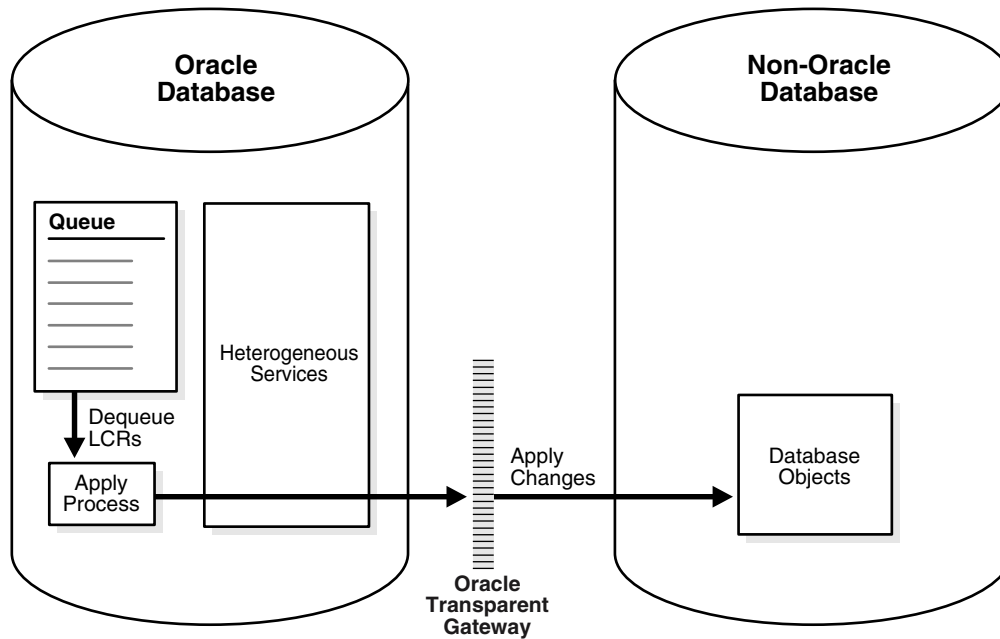 Oracle
Database
Non-Oracle
Database
Queue
Heterogeneous
Services
Dequeue
LCRs
Apply
Process
Apply
Changes
Database
Objects
Oracle
Transparent
Gateway